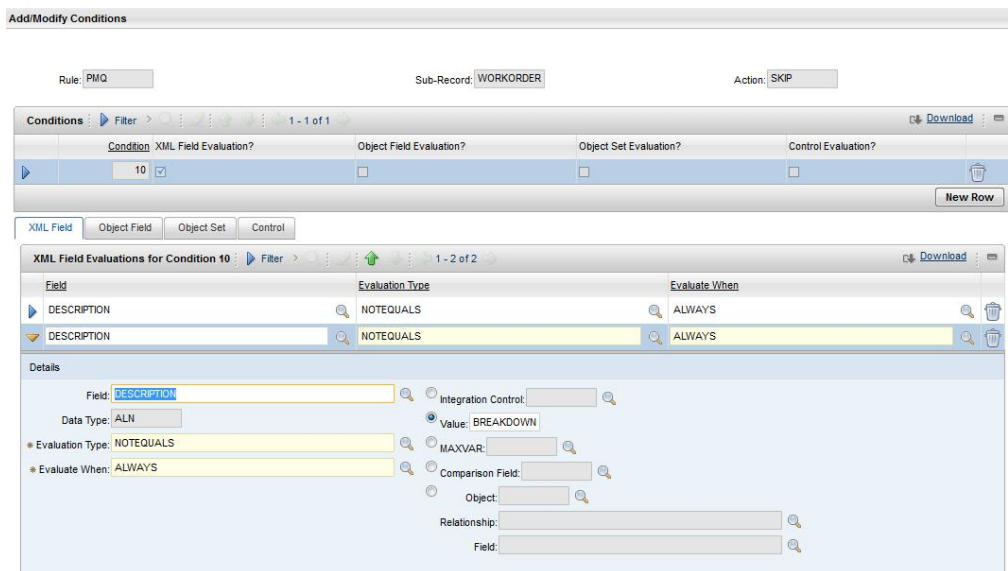 Add/Modify Conditions
Rule: PMQ Sub-Record: WORKORDER Action: SKIP
Conditions Filter 1 - 1 of 1 Download
Condition XML Field Evaluation? Object Field Evaluation? Object Set Evaluation? Control Evaluation?
10
New Row
XML Field Object Field Object Set Control
XML Field Evaluations for Condition 10 Filter 1 - 2 of 2 Download
Field Evaluation Type Evaluate When
DESCRIPTION NOTEQUALS ALWAYS
DESCRIPTION NOTEQUALS ALWAYS
Details
Field: DESCRIPTION Integration Control:
Data Type: ALN Value: BREAKDOWN
* Evaluation Type: NOTEQUALS MAXVAR:
* Evaluate When: ALWAYS Comparison Field:
Object:
Relationship:
Field: